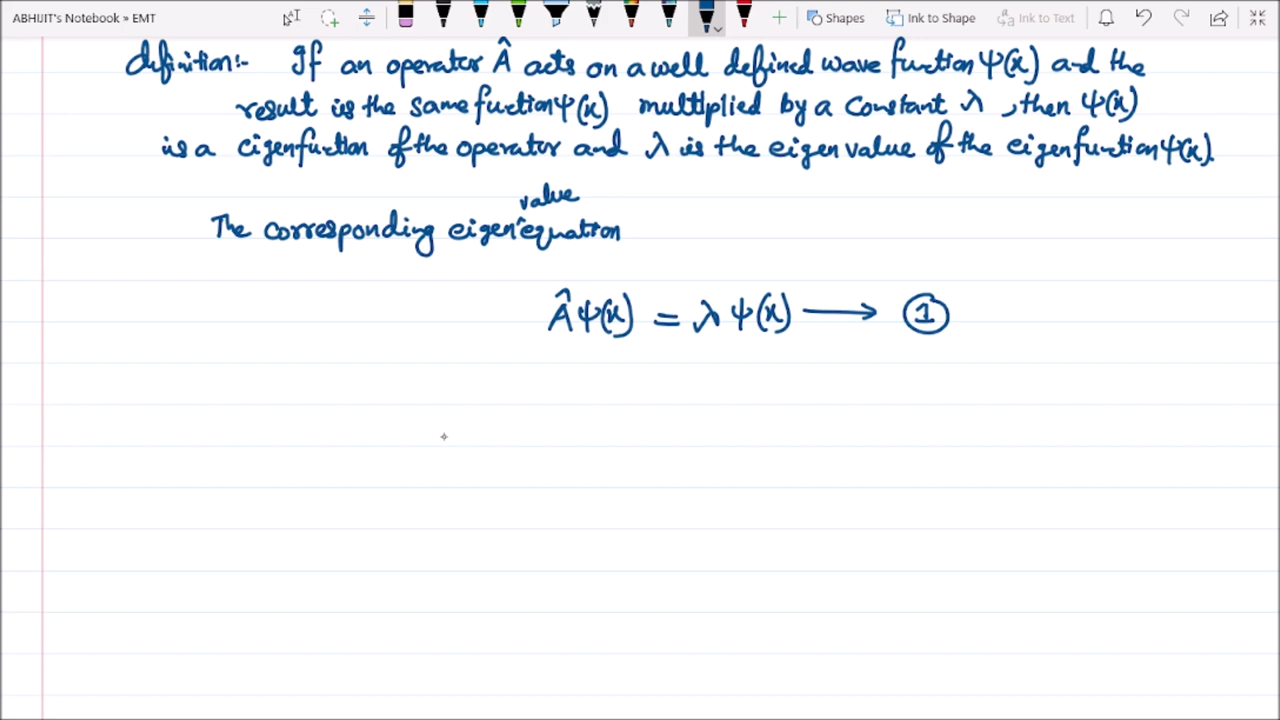 ABHIJIT's Notebook » EMT
Shapes
Ink to Shape
Ink to Text
definition:- If an operator Â acts on a well defined wave function ψ(x) and the
result is the same function ψ(x) multiplied by a constant λ, then ψ(x)
is a eigenfunction of the operator and λ is the eigen value of the eigenfunction ψ(x).
value
The corresponding eigen^equation
Âψ(x) = λψ(x) ⟶ ①